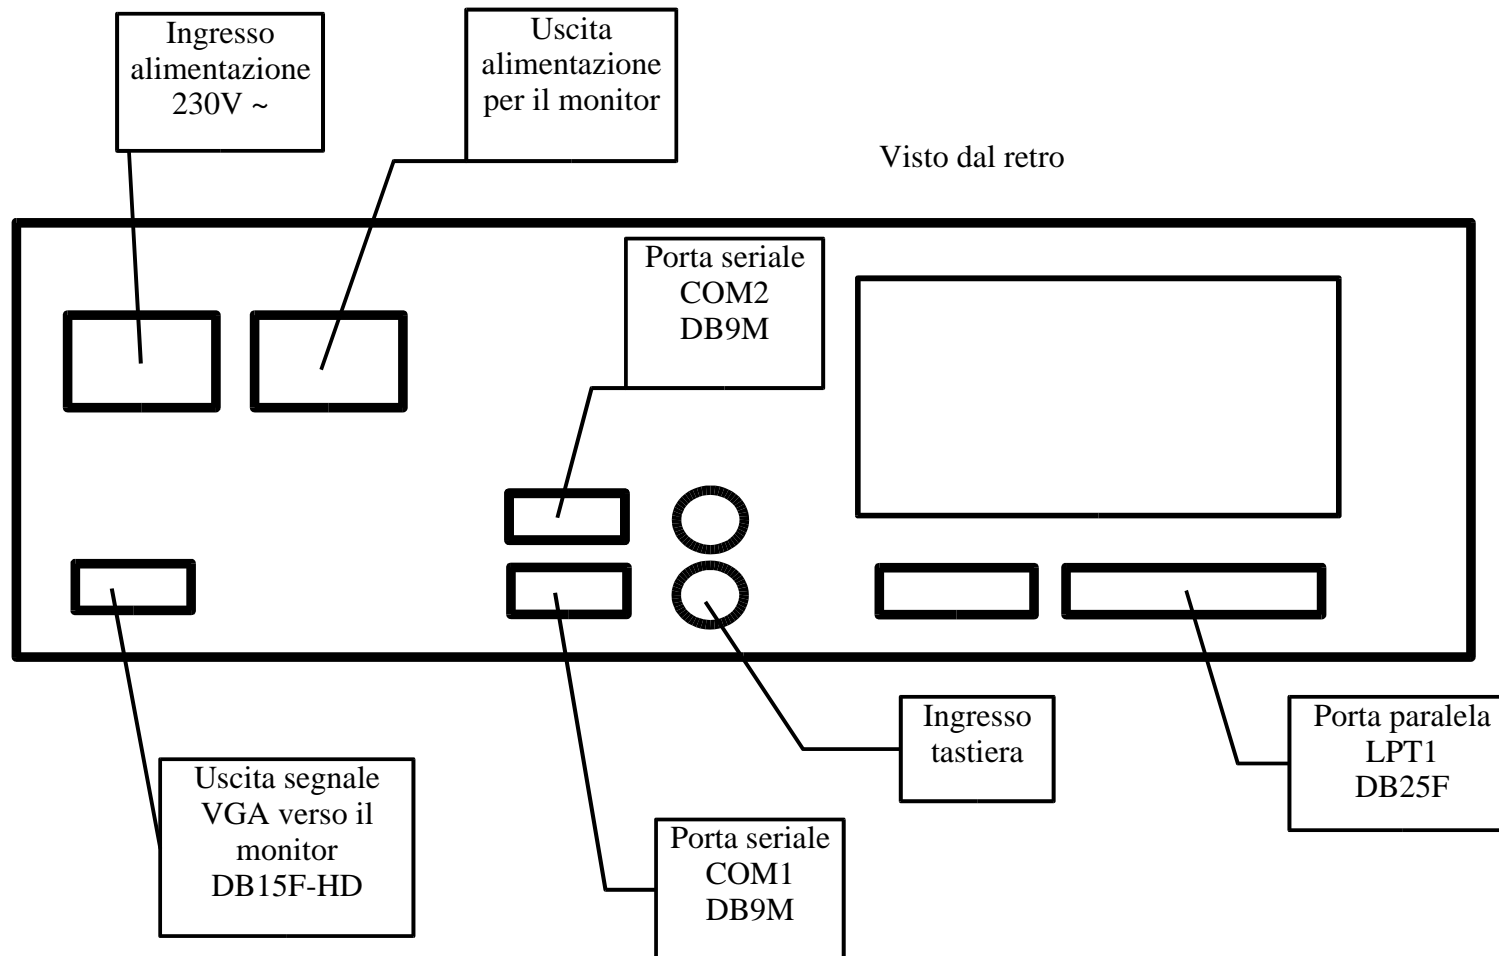 Ingresso
alimentazione
230V ~
Uscita
alimentazione
per il monitor
Visto dal retro
Porta seriale
COM2
DB9M
Ingresso
tastiera
Porta paralela
LPT1
DB25F
Uscita segnale
VGA verso il
monitor
DB15F-HD
Porta seriale
COM1
DB9M